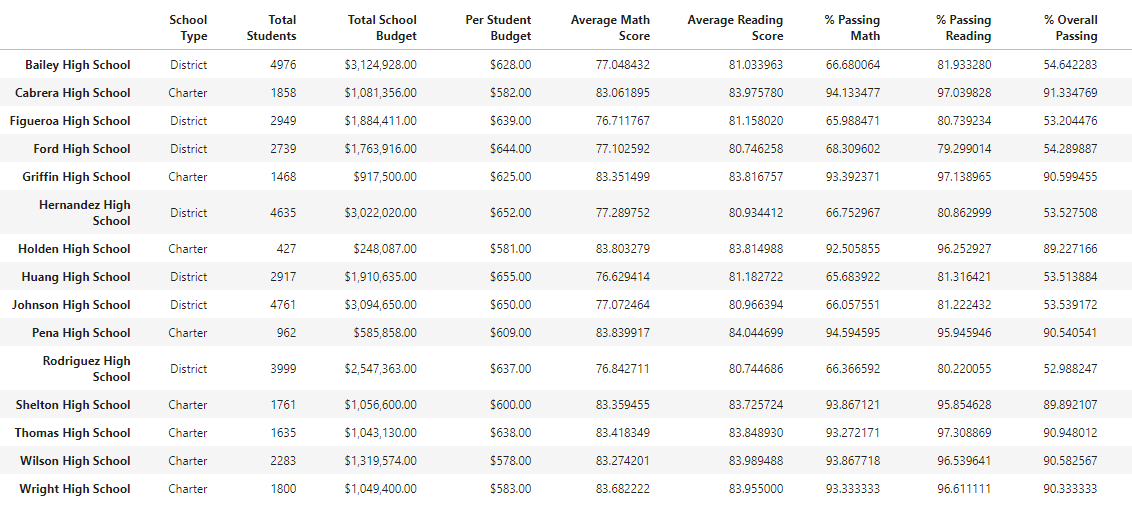 School Type Total Students Total School Budget Per Student Budget Average Math Score Average Reading Score % Passing Math % Passing Reading % Overall Passing
Bailey High School District 4976 $3,124,928.00 $628.00 77.048432 81.033963 66.680064 81.933280 54.642283
Cabrera High School Charter 1858 $1,081,356.00 $582.00 83.061895 83.975780 94.133477 97.039828 91.334769
Figueroa High School District 2949 $1,884,411.00 $639.00 76.711767 81.158020 65.988471 80.739234 53.204476
Ford High School District 2739 $1,763,916.00 $644.00 77.102592 80.746258 68.309602 79.299014 54.289887
Griffin High School Charter 1468 $917,500.00 $625.00 83.351499 83.816757 93.392371 97.138965 90.599455
Hernandez High School District 4635 $3,022,020.00 $652.00 77.289752 80.934412 66.752967 80.862999 53.527508
Holden High School Charter 427 $248,087.00 $581.00 83.803279 83.814988 92.505855 96.252927 89.227166
Huang High School District 2917 $1,910,635.00 $655.00 76.629414 81.182722 65.683922 81.316421 53.513884
Johnson High School District 4761 $3,094,650.00 $650.00 77.072464 80.966394 66.057551 81.222432 53.539172
Pena High School Charter 962 $585,858.00 $609.00 83.839917 84.044699 94.594595 95.945946 90.540541
Rodriguez High School District 3999 $2,547,363.00 $637.00 76.842711 80.744686 66.366592 80.220055 52.988247
Shelton High School Charter 1761 $1,056,600.00 $600.00 83.359455 83.725724 93.867121 95.854628 89.892107
Thomas High School Charter 1635 $1,043,130.00 $638.00 83.418349 83.848930 93.272171 97.308869 90.948012
Wilson High School Charter 2283 $1,319,574.00 $578.00 83.274201 83.989488 93.867718 96.539641 90.582567
Wright High School Charter 1800 $1,049,400.00 $583.00 83.682222 83.955000 93.333333 96.611111 90.333333